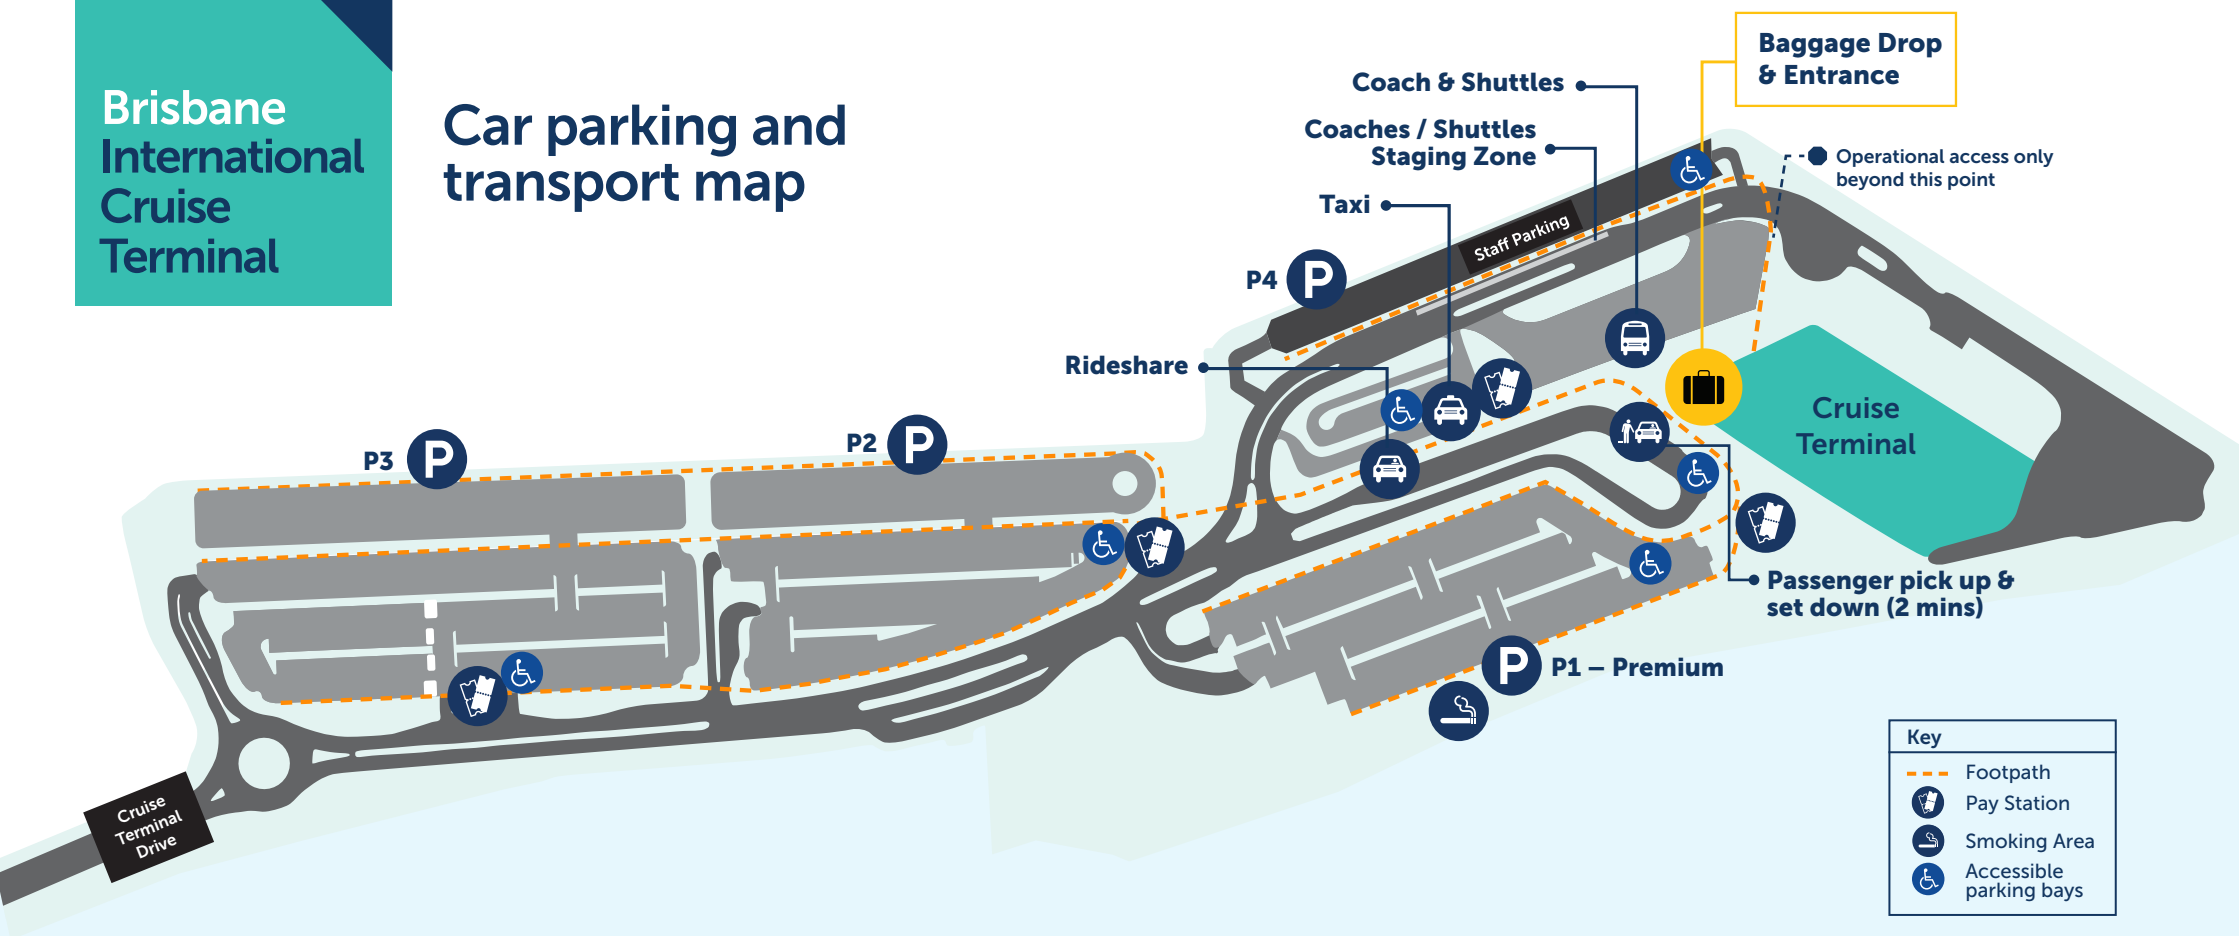 Brisbane
International
Cruise
Terminal
Car parking and
transport map
Baggage Drop
& Entrance
Coach & Shuttles
Coaches / Shuttles
Staging Zone
Operational access only
beyond this point
Taxi
Staff Parking
P4
P
Rideshare
Cruise
Terminal
P3
P
P2
P
Passenger pick up &
set down (2 mins)
P
P1 – Premium
Cruise
Terminal
Drive
Key
Footpath
Pay Station
Smoking Area
Accessible
parking bays